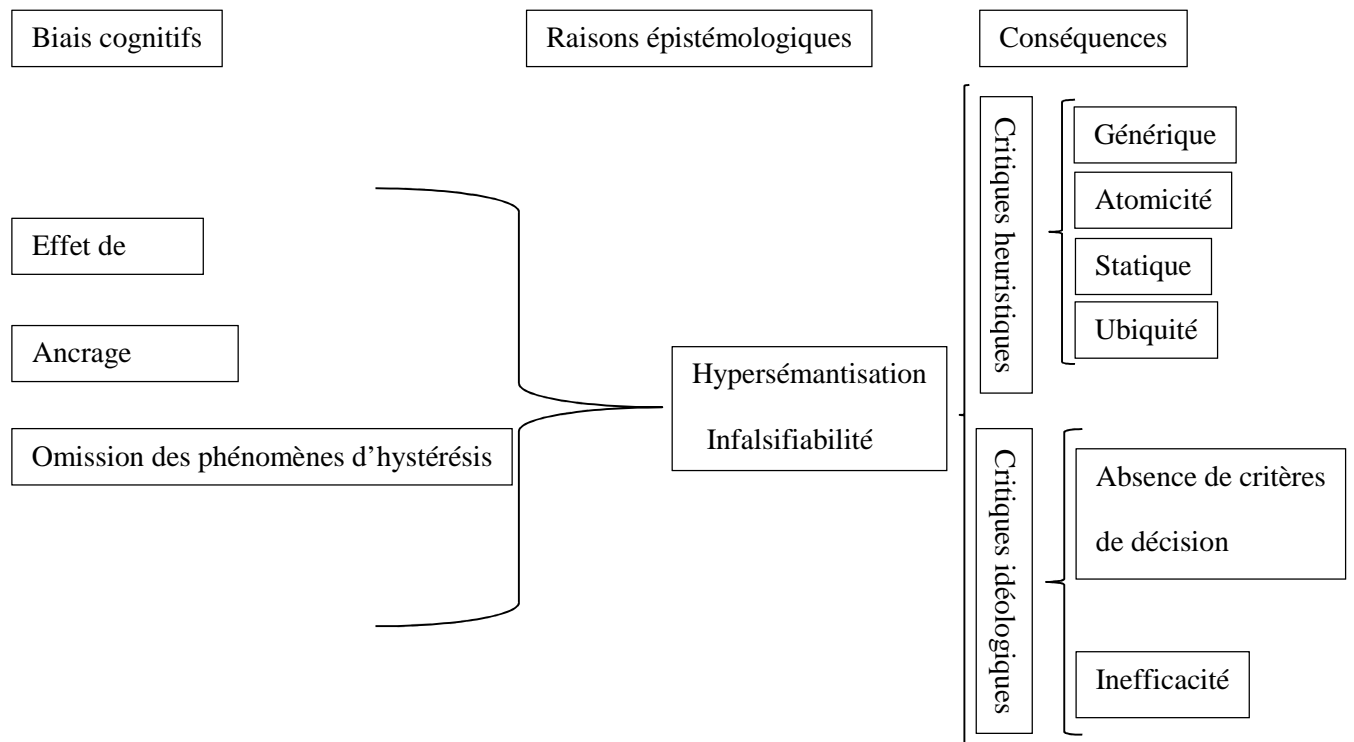 Biais cognitifs
Raisons épistémologiques
Conséquences
Effet de
Ancrage
Omission des phénomènes d’hystérésis
Hypersémantisation
Infalsifiabilité
Critiques heuristiques
Générique
Atomicité
Statique
Ubiquité
Critiques idéologiques
Absence de critères
de décision
Inefficacité